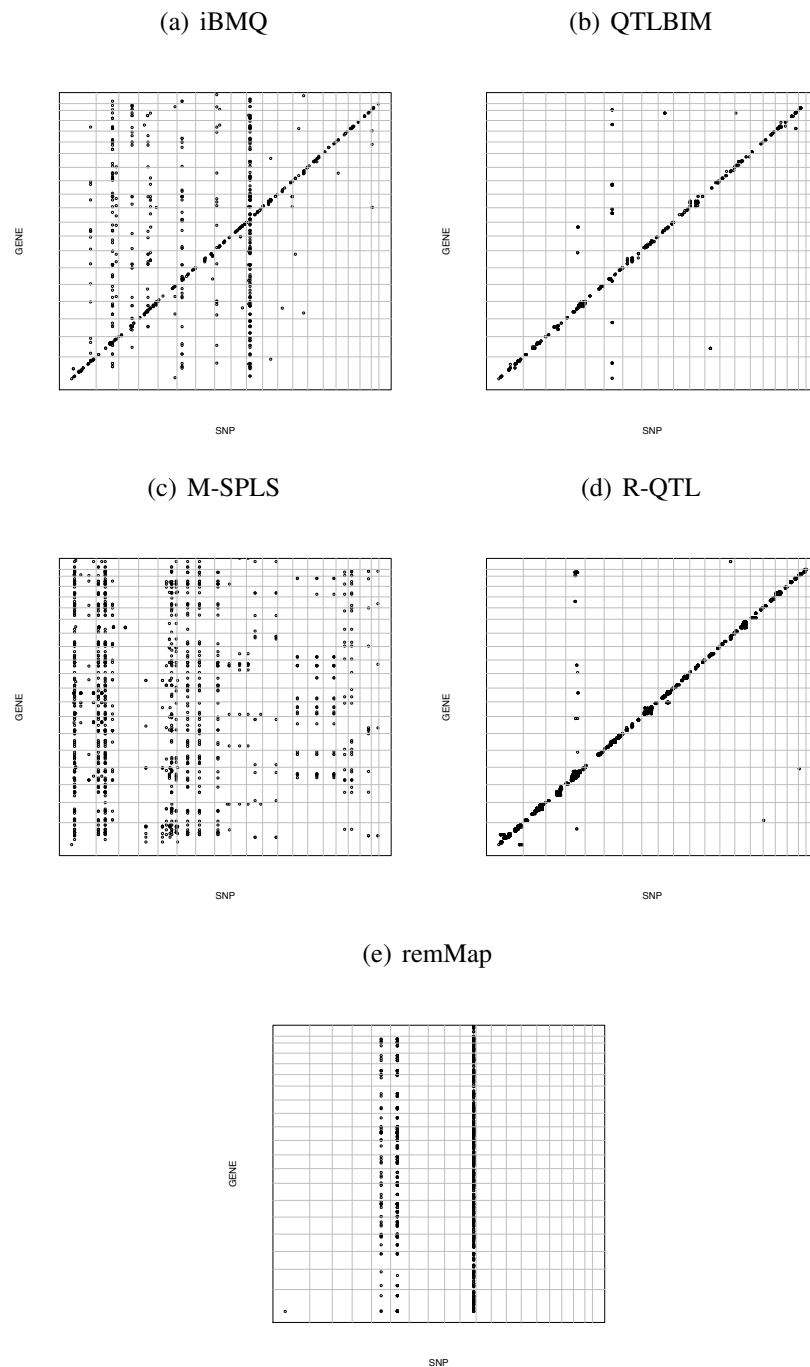 (a) iBMQ
(b) QTLBIM
GENE
SNP
GENE
SNP
(c) M-SPLS
(d) R-QTL
GENE
SNP
GENE
SNP
(e) remMap
GENE
SNP